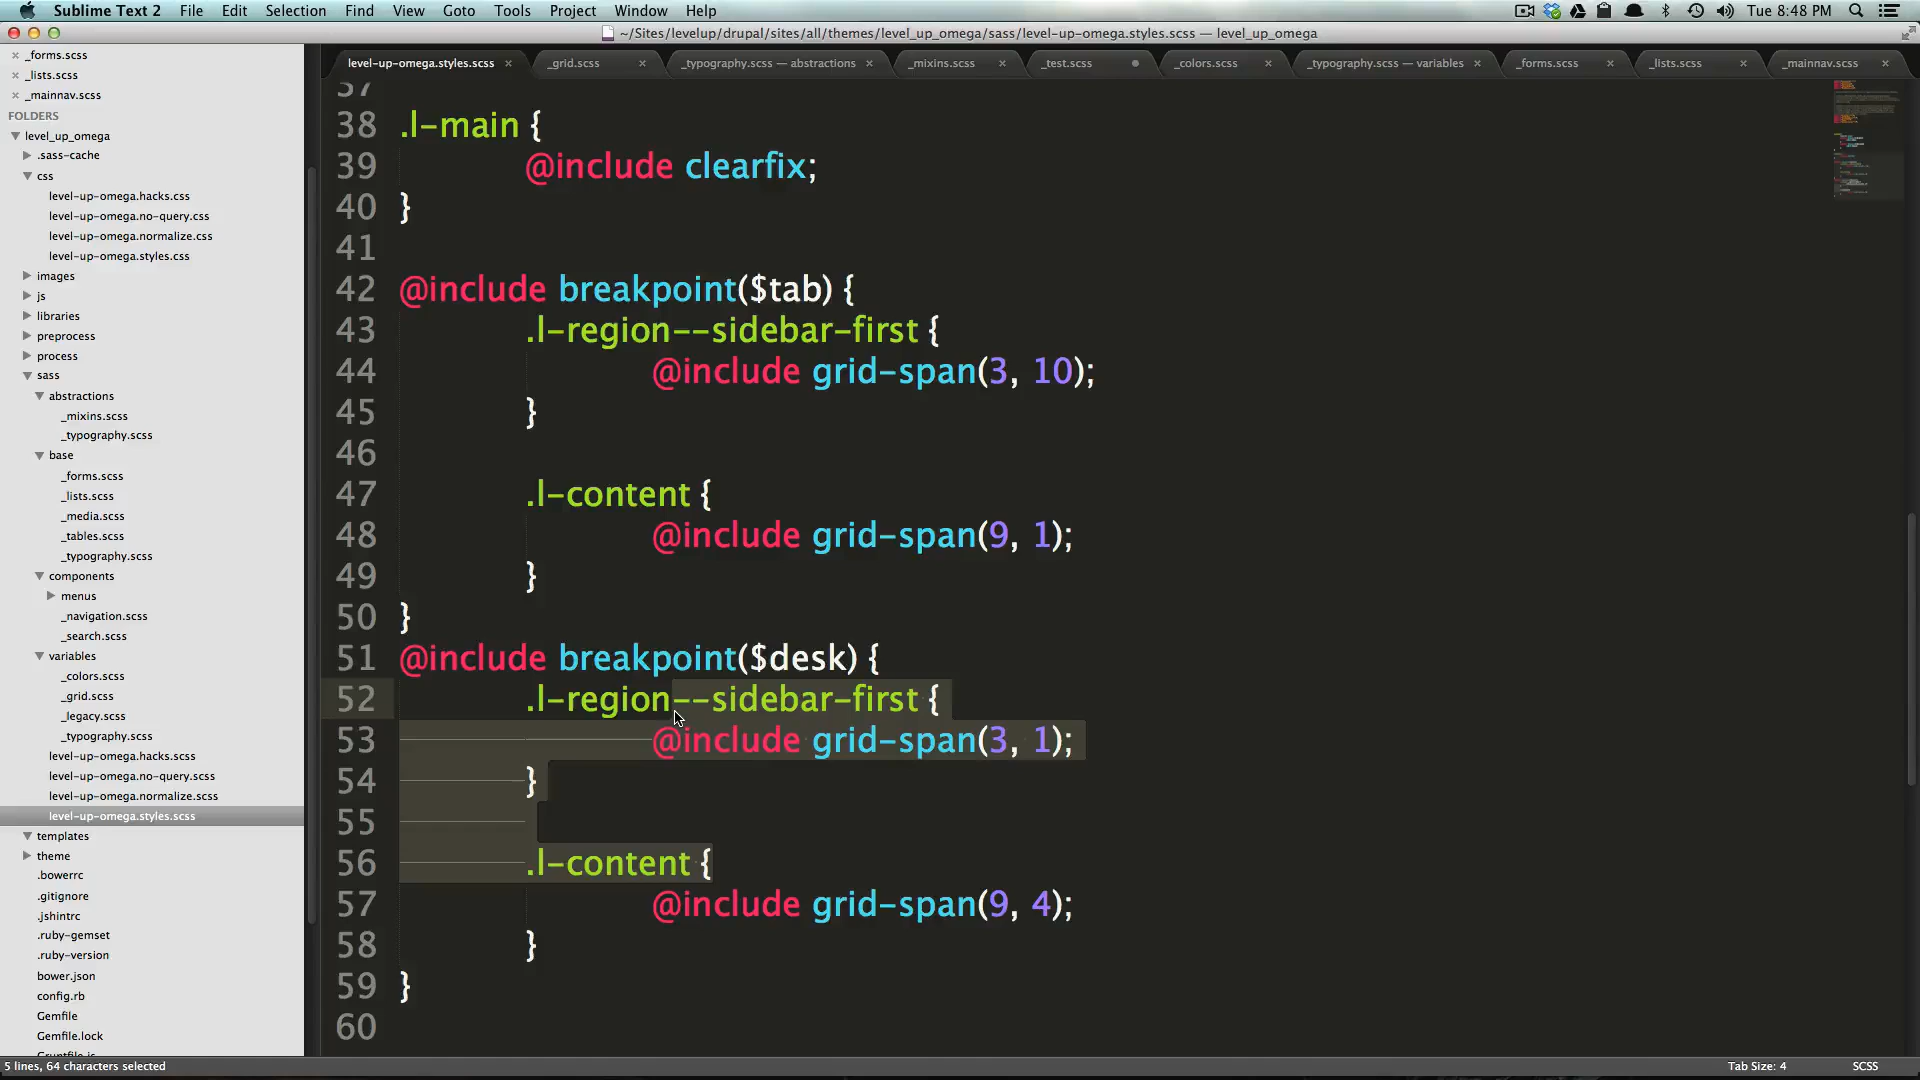 Sublime Text 2 File Edit Selection Find View Goto Tools Project Window Help Tue 8:48 PM
~/Sites/levelup/drupal/sites/all/themes/level_up_omega/sass/level-up-omega.styles.scss — level_up_omega
level-up-omega.styles.scss × _grid.scss × _typography.scss — abstractions × _mixins.scss × _test.scss _colors.scss × _typography.scss — variables × _forms.scss × _lists.scss × _mainnav.scss ×
× _forms.scss
× _lists.scss
× _mainnav.scss
FOLDERS
level_up_omega
.sass-cache
css
level-up-omega.hacks.css
level-up-omega.no-query.css
level-up-omega.normalize.css
level-up-omega.styles.css
images
js
libraries
preprocess
process
sass
abstractions
_mixins.scss
_typography.scss
base
_forms.scss
_lists.scss
_media.scss
_tables.scss
_typography.scss
components
menus
_navigation.scss
_search.scss
variables
_colors.scss
_grid.scss
_legacy.scss
_typography.scss
level-up-omega.hacks.scss
level-up-omega.no-query.scss
level-up-omega.normalize.scss
level-up-omega.styles.scss
templates
theme
.bowerrc
.gitignore
.jshintrc
.ruby-gemset
.ruby-version
bower.json
config.rb
Gemfile
Gemfile.lock
Gruntfile.js
37
38 .l-main {
39 @include clearfix;
40 }
41
42 @include breakpoint($tab) {
43 .l-region--sidebar-first {
44 @include grid-span(3, 10);
45 }
46
47 .l-content {
48 @include grid-span(9, 1);
49 }
50 }
51 @include breakpoint($desk) {
52 .l-region--sidebar-first {
53 @include grid-span(3, 1);
54 }
55
56 .l-content {
57 @include grid-span(9, 4);
58 }
59 }
60
5 lines, 64 characters selected Tab Size: 4 SCSS